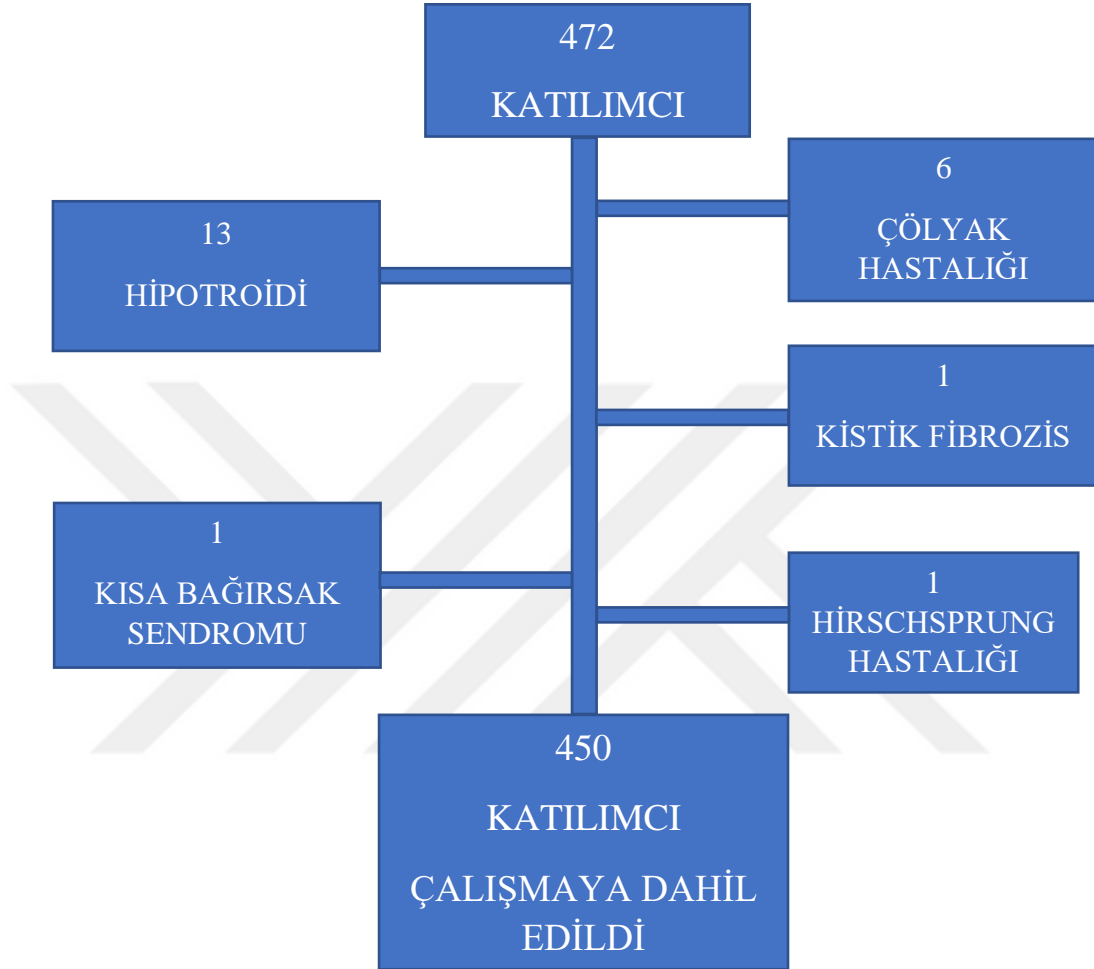 472
KATILIMCI
6
ÇÖLYAK
HASTALIĞI
13
HİPOTROİDİ
1
KİSTİK FİBROZİS
1
KISA BAĞIRSAK
SENDROMU
1
HİRSCHSPRUNG
HASTALIĞI
450
KATILIMCI
ÇALIŞMAYA DAHİL
EDİLDİ